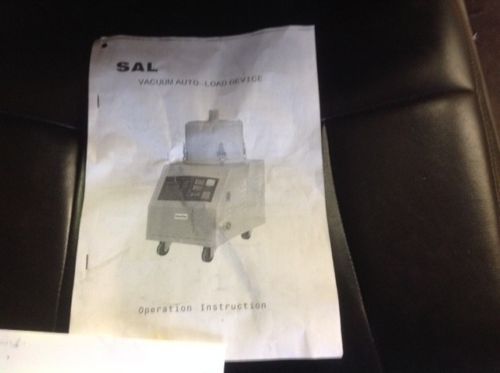 SAL
VACUUM AUTO-LOAD DEVICE
Operation Instruction